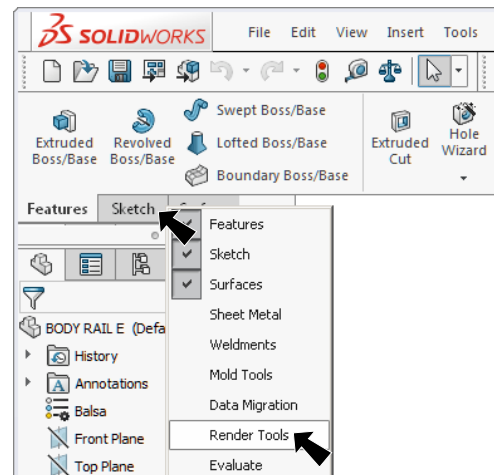 SOLIDWORKS File Edit View Insert Tools
Swept Boss/Base
Extruded Boss/Base
Revolved Boss/Base
Lofted Boss/Base
Extruded Cut
Hole Wizard
Boundary Boss/Base
Features Sketch
Features
Sketch
Surfaces
Sheet Metal
Weldments
BODY RAIL E (Defa
Mold Tools
History
Data Migration
Annotations
Render Tools
Balsa
Evaluate
Front Plane
Top Plane